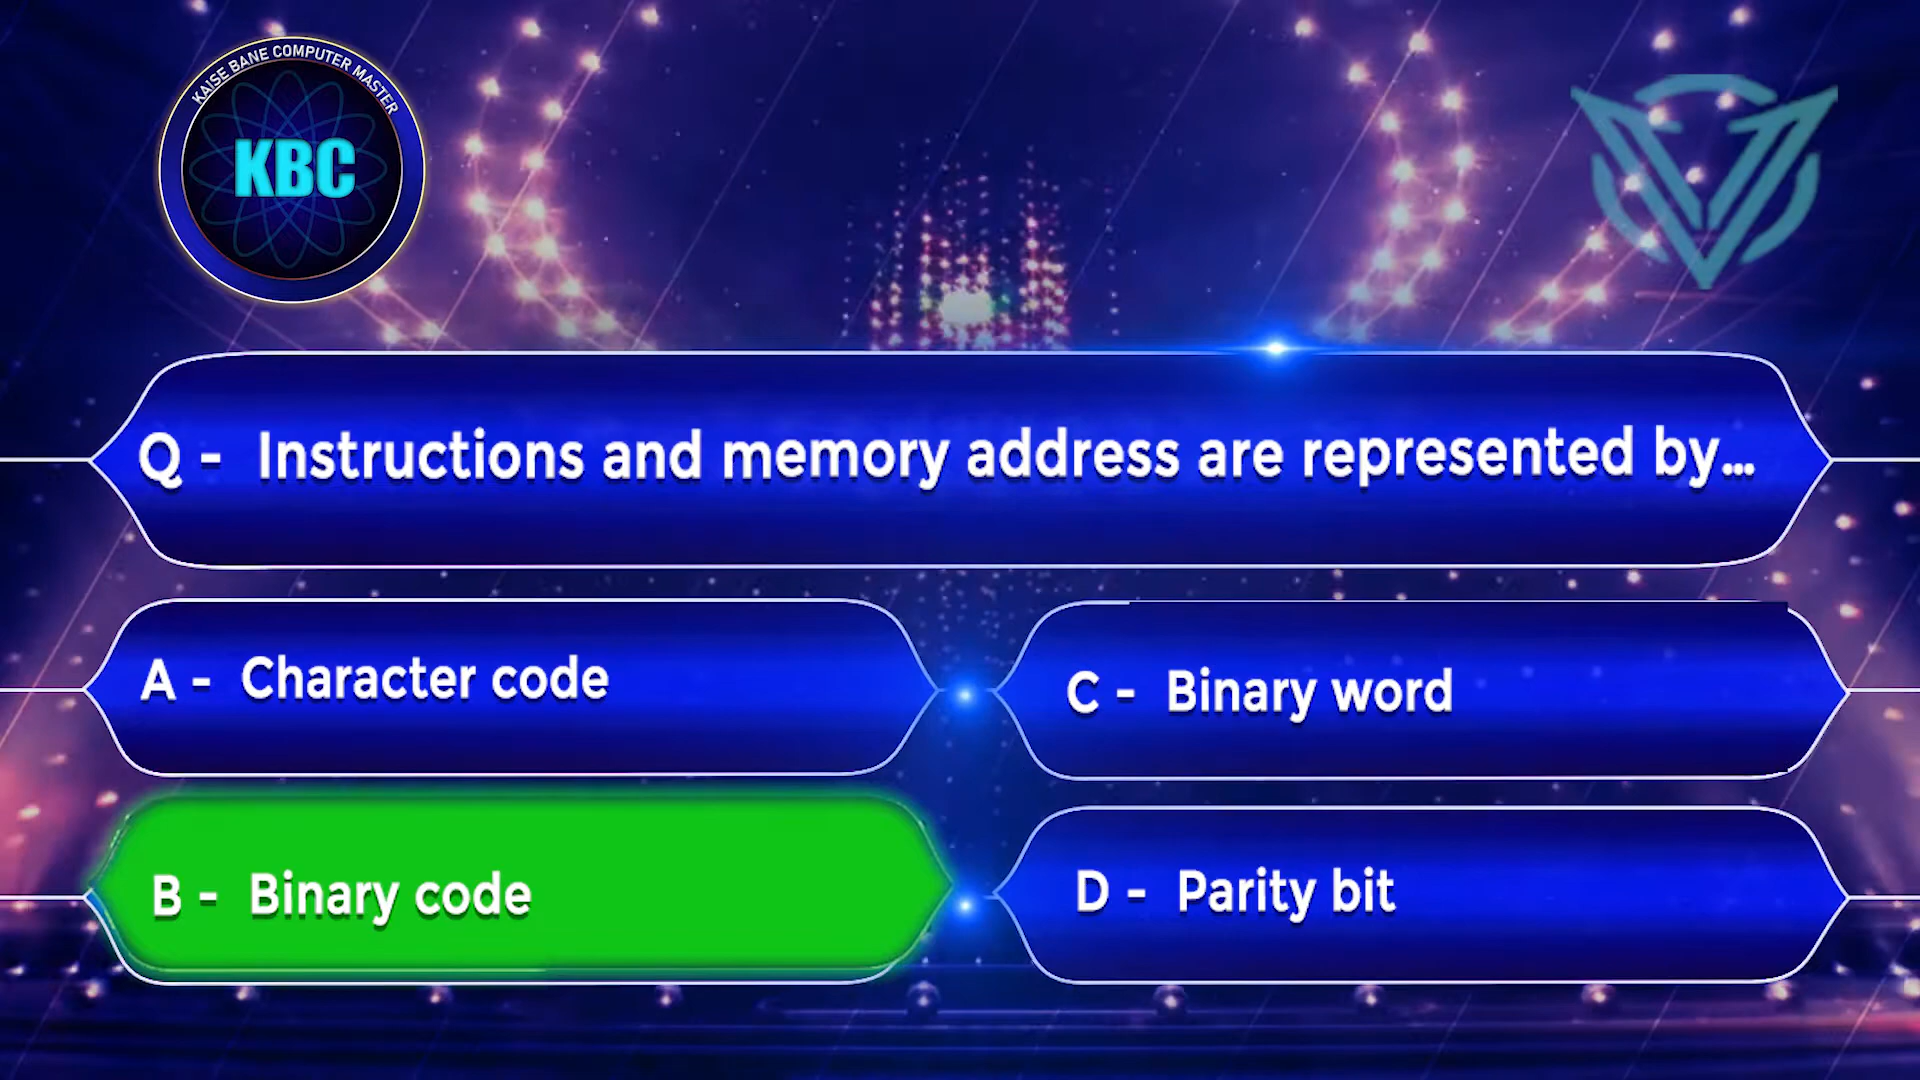 KAISE BANE COMPUTER MASTER
KBC
Q - Instructions and memory address are represented by...
A - Character code
C - Binary word
B - Binary code
D - Parity bit